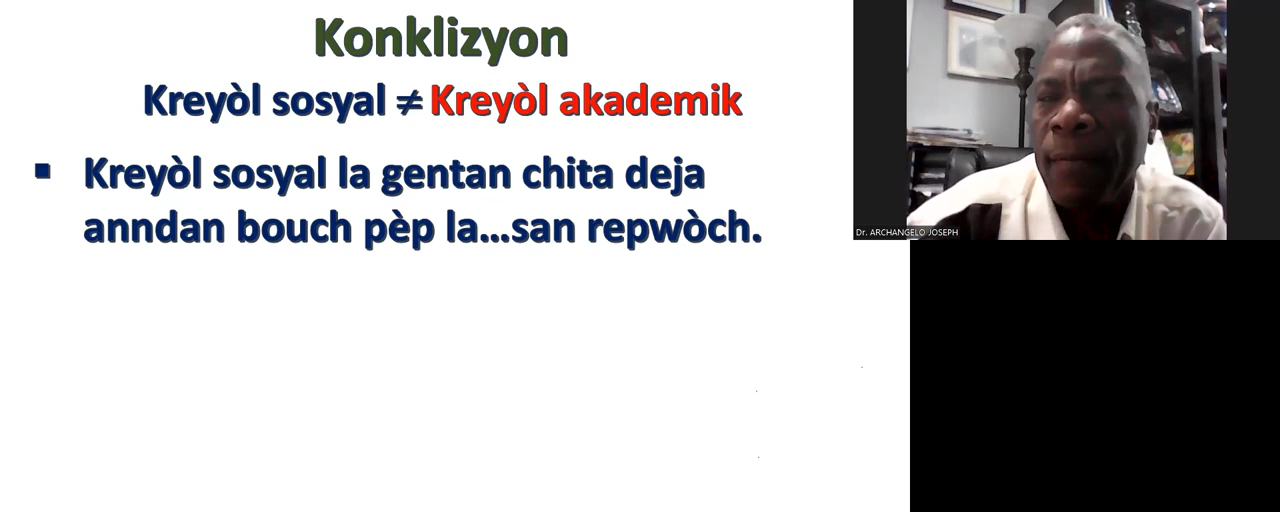 Konklizyon
Kreyòl sosyal ≠ Kreyòl akademik
▪ Kreyòl sosyal la gentan chita deja
anndan bouch pèp la...san repwòch.
Dr. ARCHANGELO JOSEPH